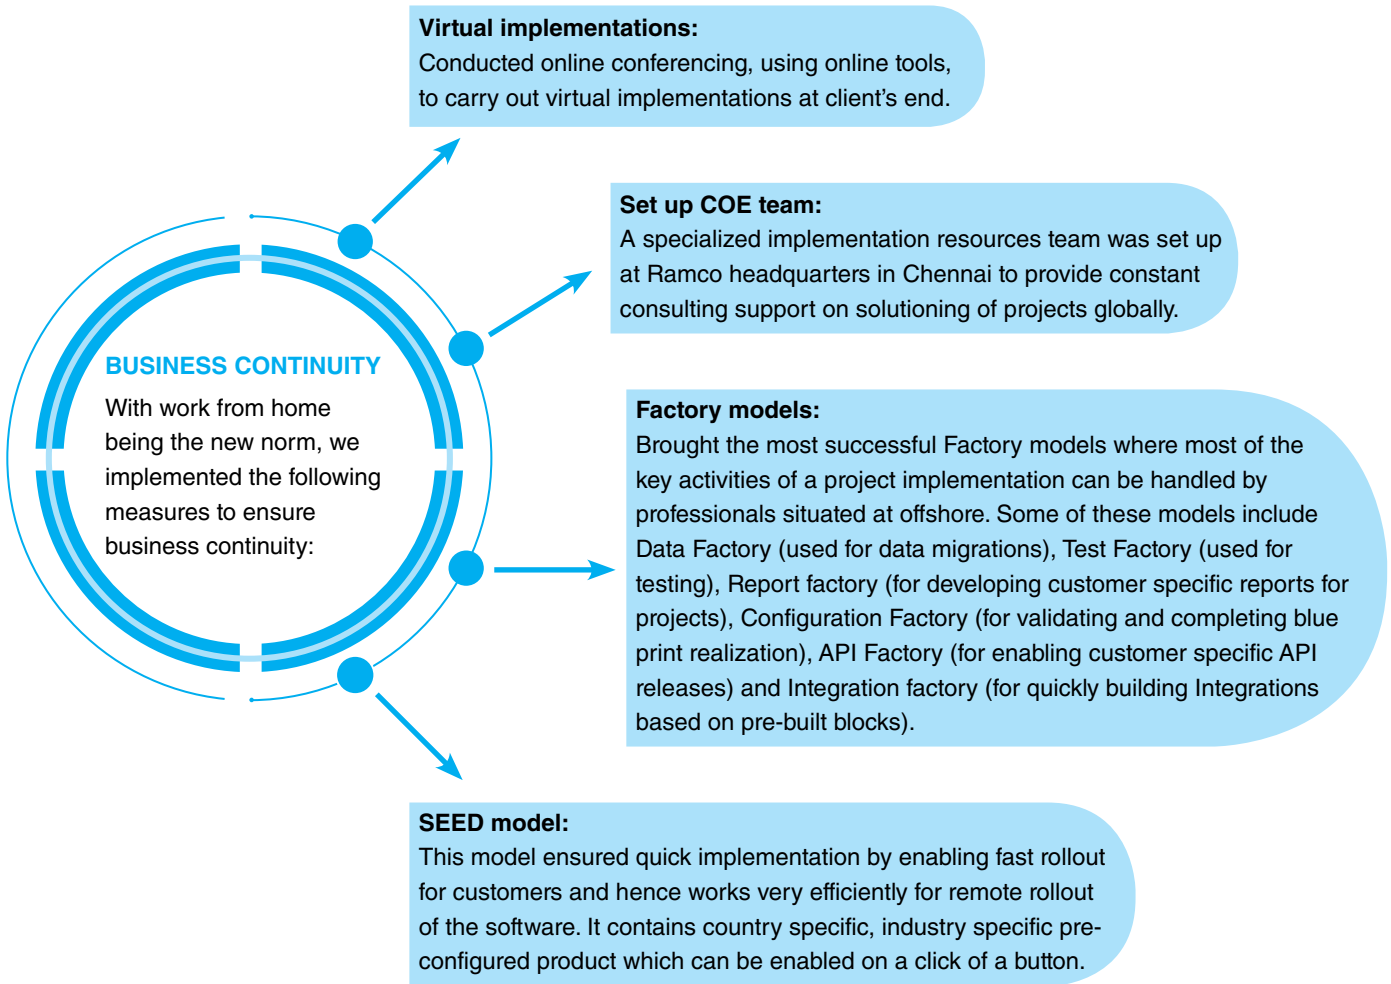 Virtual implementations:
Conducted online conferencing, using online tools,
to carry out virtual implementations at client's end.
Set up COE team:
A specialized implementation resources team was set up
at Ramco headquarters in Chennai to provide constant
consulting support on solutioning of projects globally.
BUSINESS CONTINUITY
With work from home
being the new norm, we
implemented the following
measures to ensure
business continuity:
Factory models:
Brought the most successful Factory models where most of the
key activities of a project implementation can be handled by
professionals situated at offshore. Some of these models include
Data Factory (used for data migrations), Test Factory (used for
testing), Report factory (for developing customer specific reports for
projects), Configuration Factory (for validating and completing blue
print realization), API Factory (for enabling customer specific API
releases) and Integration factory (for quickly building Integrations
based on pre-built blocks).
SEED model:
This model ensured quick implementation by enabling fast rollout
for customers and hence works very efficiently for remote rollout
of the software. It contains country specific, industry specific pre-
configured product which can be enabled on a click of a button.